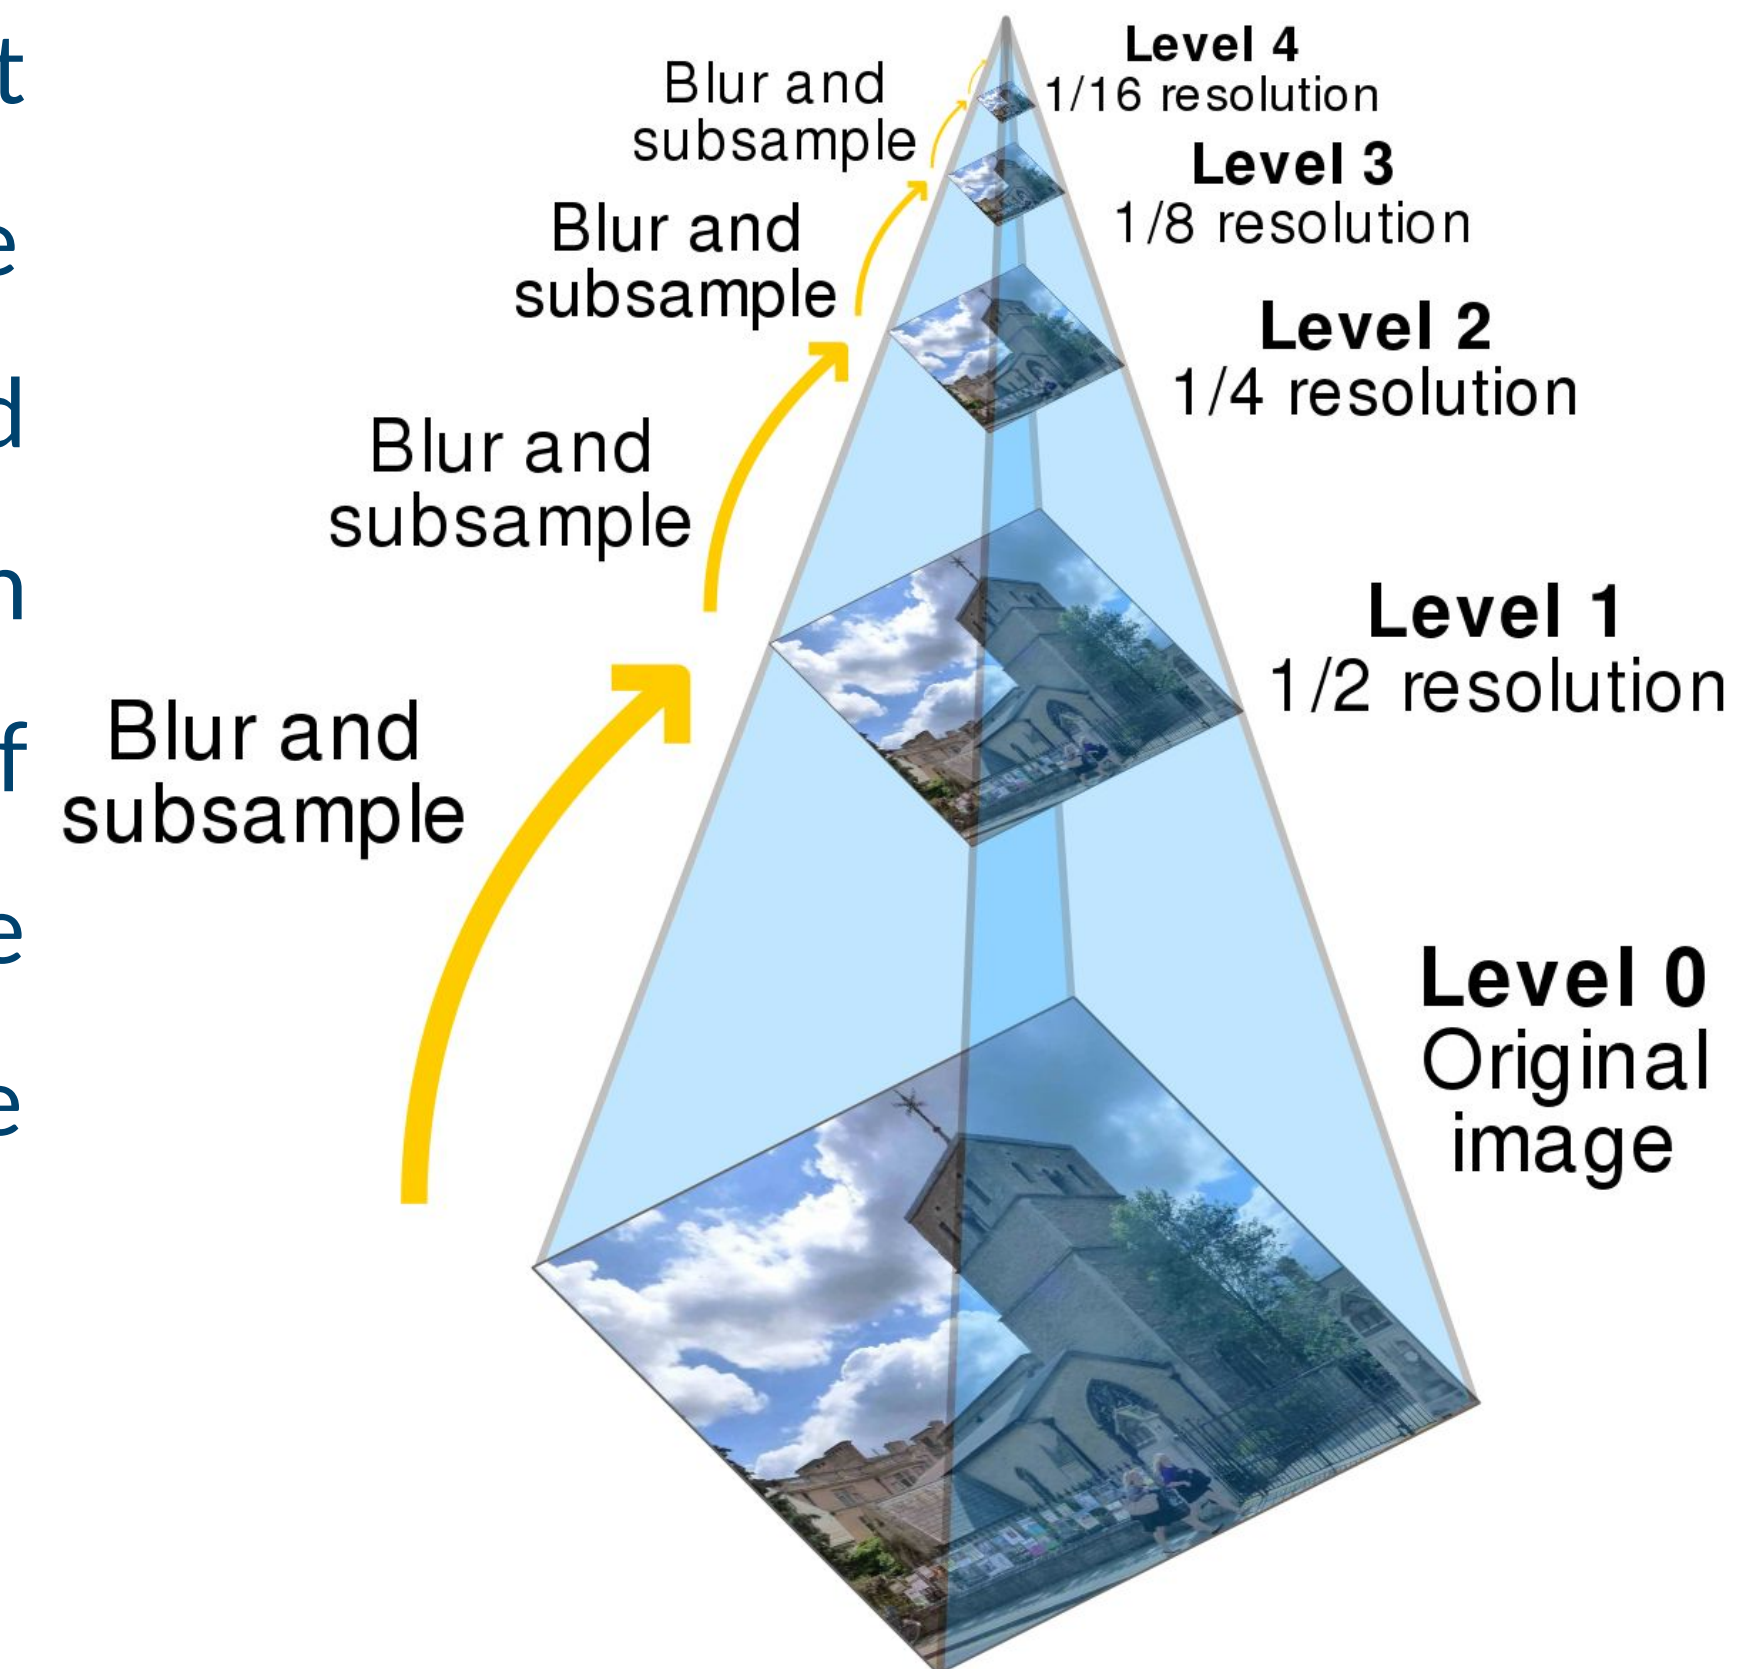 t
e
d
n
f
e
e
Level 4
1/16 resolution
Blur and
subsample
Level 3
1/8 resolution
Blur and
subsample
Level 2
1/4 resolution
Blur and
subsample
Level 1
1/2 resolution
Blur and
subsample
Level 0
Original
image